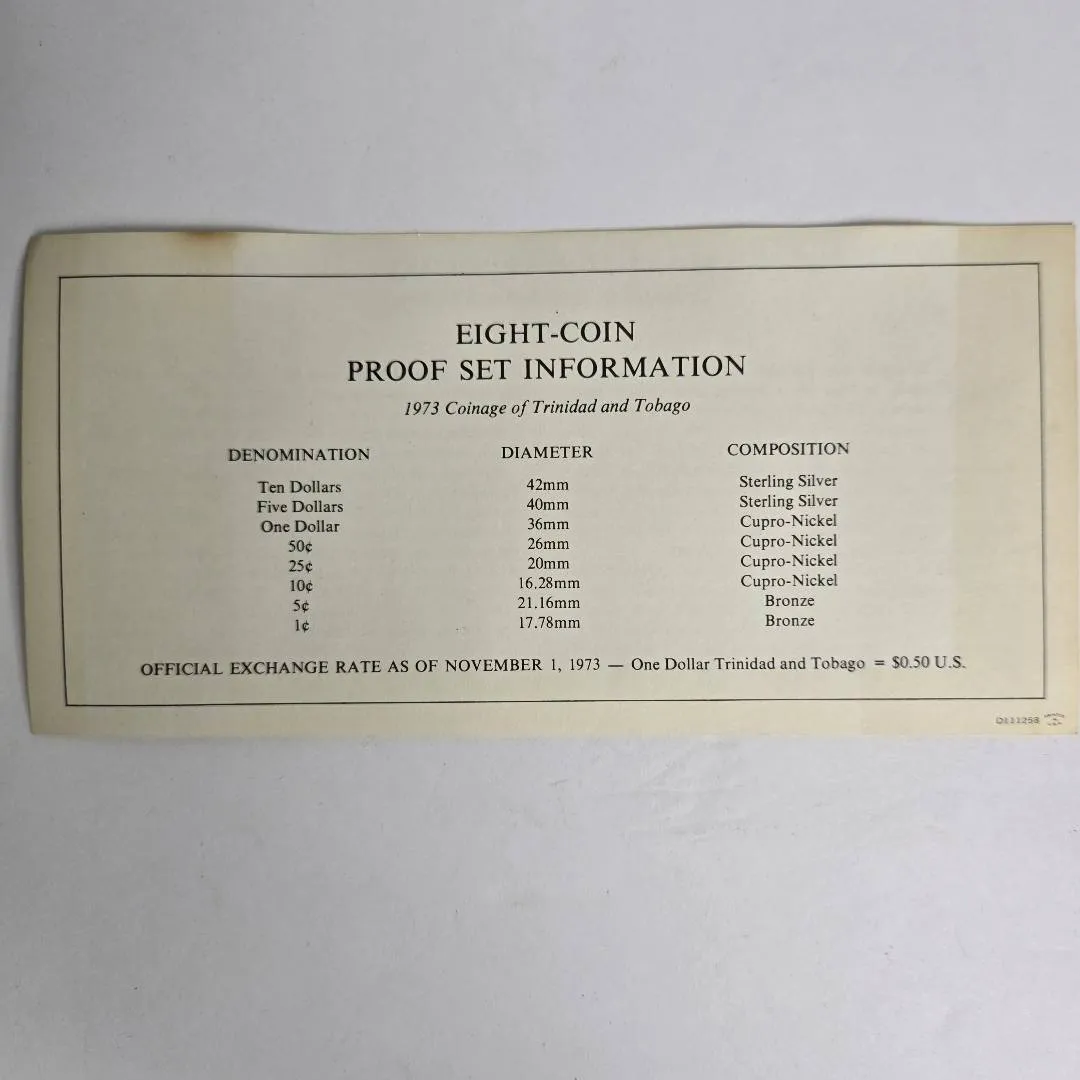 EIGHT-COIN
PROOF SET INFORMATION
1973 Coinage of Trinidad and Tobago
DENOMINATION DIAMETER COMPOSITION
Ten Dollars 42mm Sterling Silver
Five Dollars 40mm Sterling Silver
One Dollar 36mm Cupro-Nickel
50¢ 26mm Cupro-Nickel
25¢ 20mm Cupro-Nickel
10¢ 16.28mm Cupro-Nickel
5¢ 21.16mm Bronze
1¢ 17.78mm Bronze
OFFICIAL EXCHANGE RATE AS OF NOVEMBER 1, 1973 — One Dollar Trinidad and Tobago = $0.50 U.S.